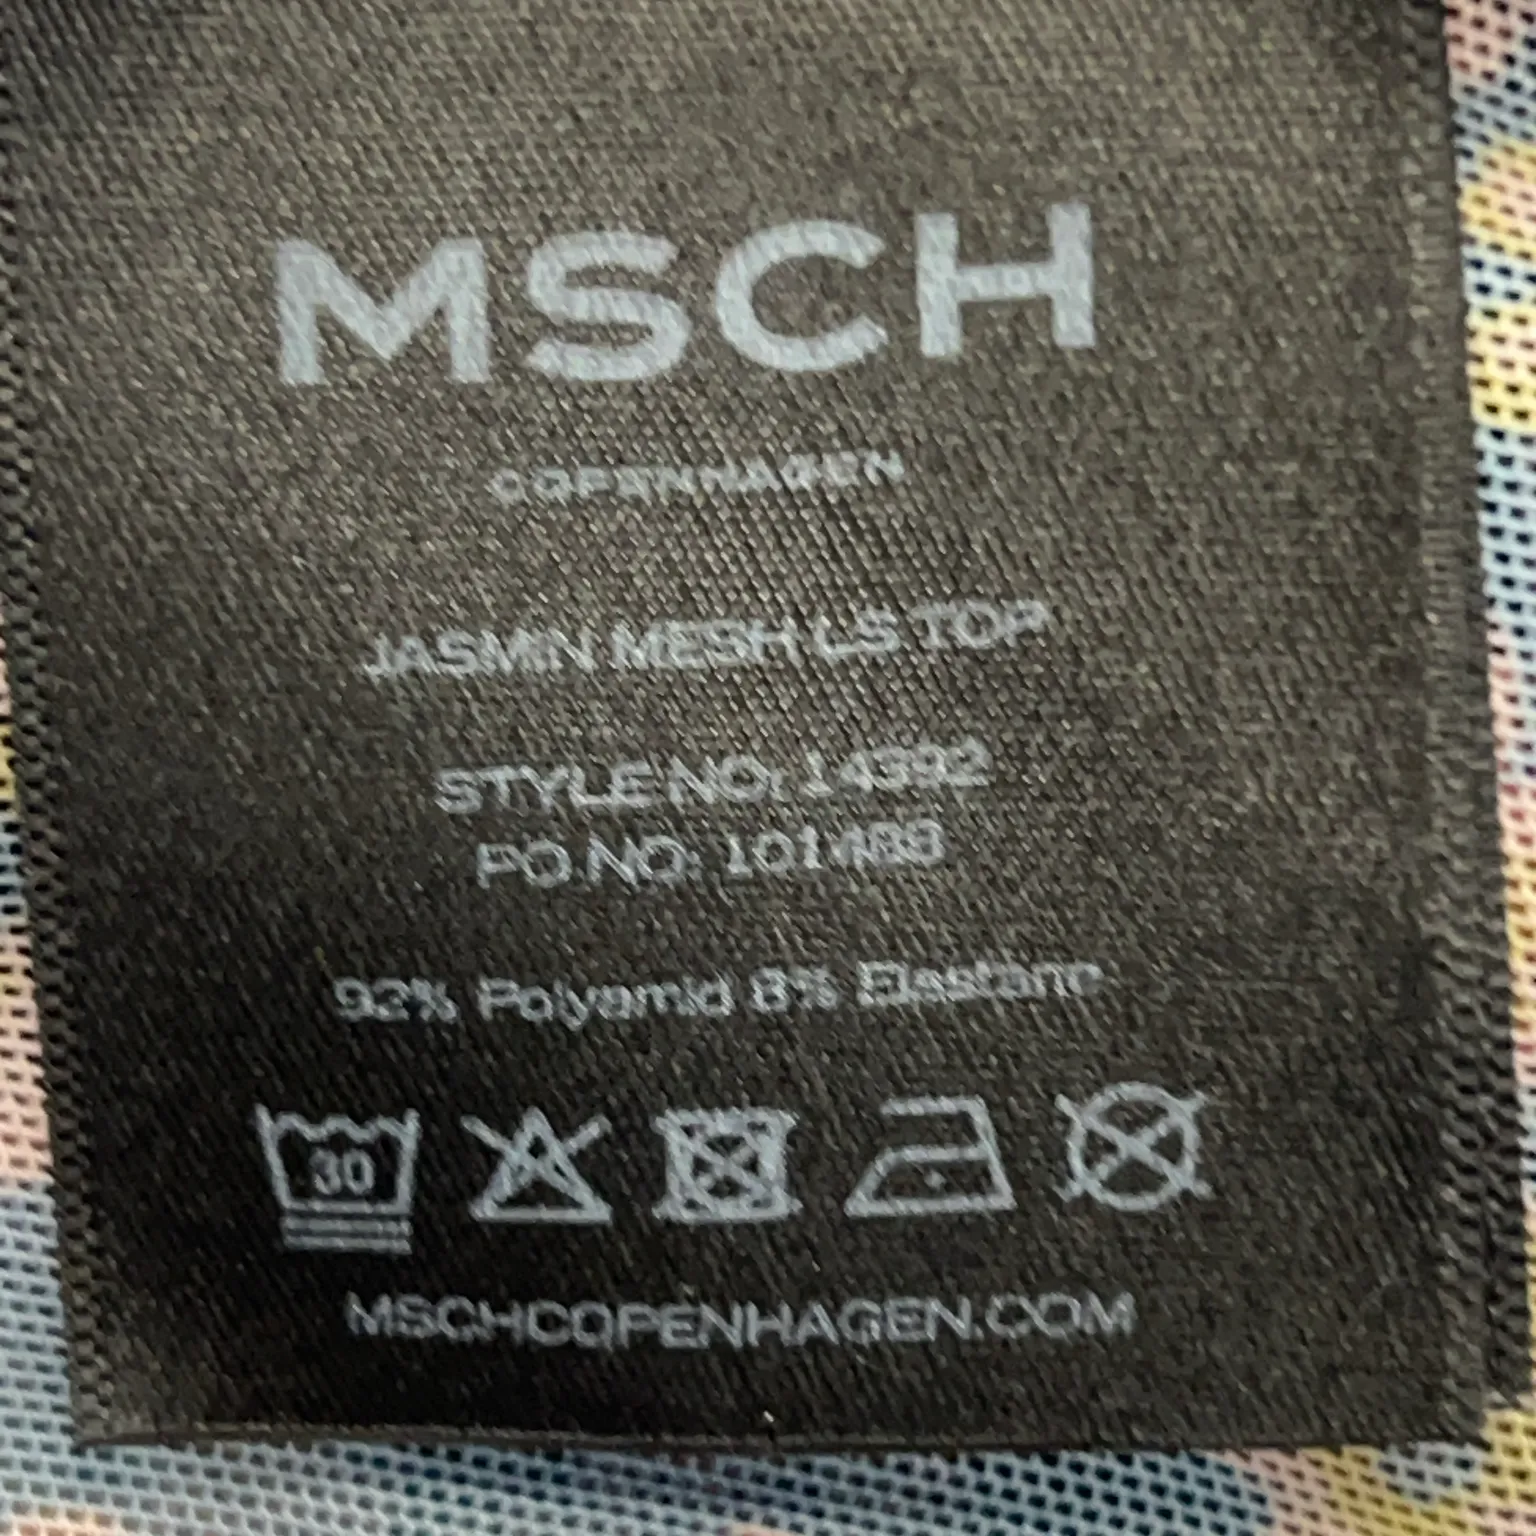 MSCH
COPENHAGEN
JASMIN MESH LS TOP
STYLE NO: 14392
PO.NO: 101488
92% Polyamid 8% Elastane
30
MSCHCOPENHAGEN.COM